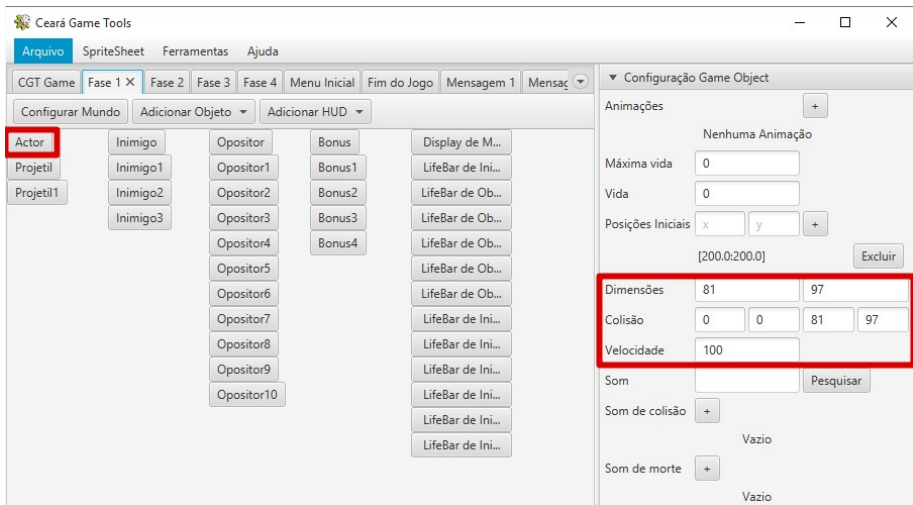 Ceará Game Tools
Arquivo SpriteSheet Ferramentas Ajuda
CGT Game Fase 1 X Fase 2 Fase 3 Fase 4 Menu Inicial Fim do Jogo Mensagem 1 Mensag
Configurar Mundo Adicionar Objeto Adicionar HUD
Actor Inimigo Opositor Bonus Display de M...
Projetil Inimigo1 Opositor1 Bonus1 LifeBar de Ini...
Projetil1 Inimigo2 Opositor2 Bonus2 LifeBar de Ob...
Inimigo3 Opositor3 Bonus3 LifeBar de Ob...
Opositor4 Bonus4 LifeBar de Ob...
Opositor5 LifeBar de Ob...
Opositor6 LifeBar de Ob...
Opositor7 LifeBar de Ini...
Opositor8 LifeBar de Ini...
Opositor9 LifeBar de Ini...
Opositor10 LifeBar de Ini...
LifeBar de Ini...
LifeBar de Ini...
Configuração Game Object
Animações +
Nenhuma Animação
Máxima vida 0
Vida 0
Posições Iniciais x y +
[200.0:200.0] Excluir
Dimensões 81 97
Colisão 0 0 81 97
Velocidade 100
Som Pesquisar
Som de colisão +
Vazio
Som de morte +
Vazio